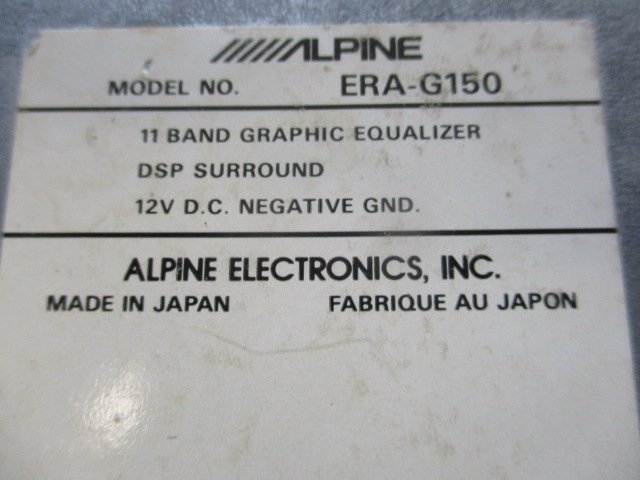 ALPINE
MODEL NO. ERA-G150
11 BAND GRAPHIC EQUALIZER
DSP SURROUND
12V D.C. NEGATIVE GND.
ALPINE ELECTRONICS, INC.
MADE IN JAPAN FABRIQUE AU JAPON